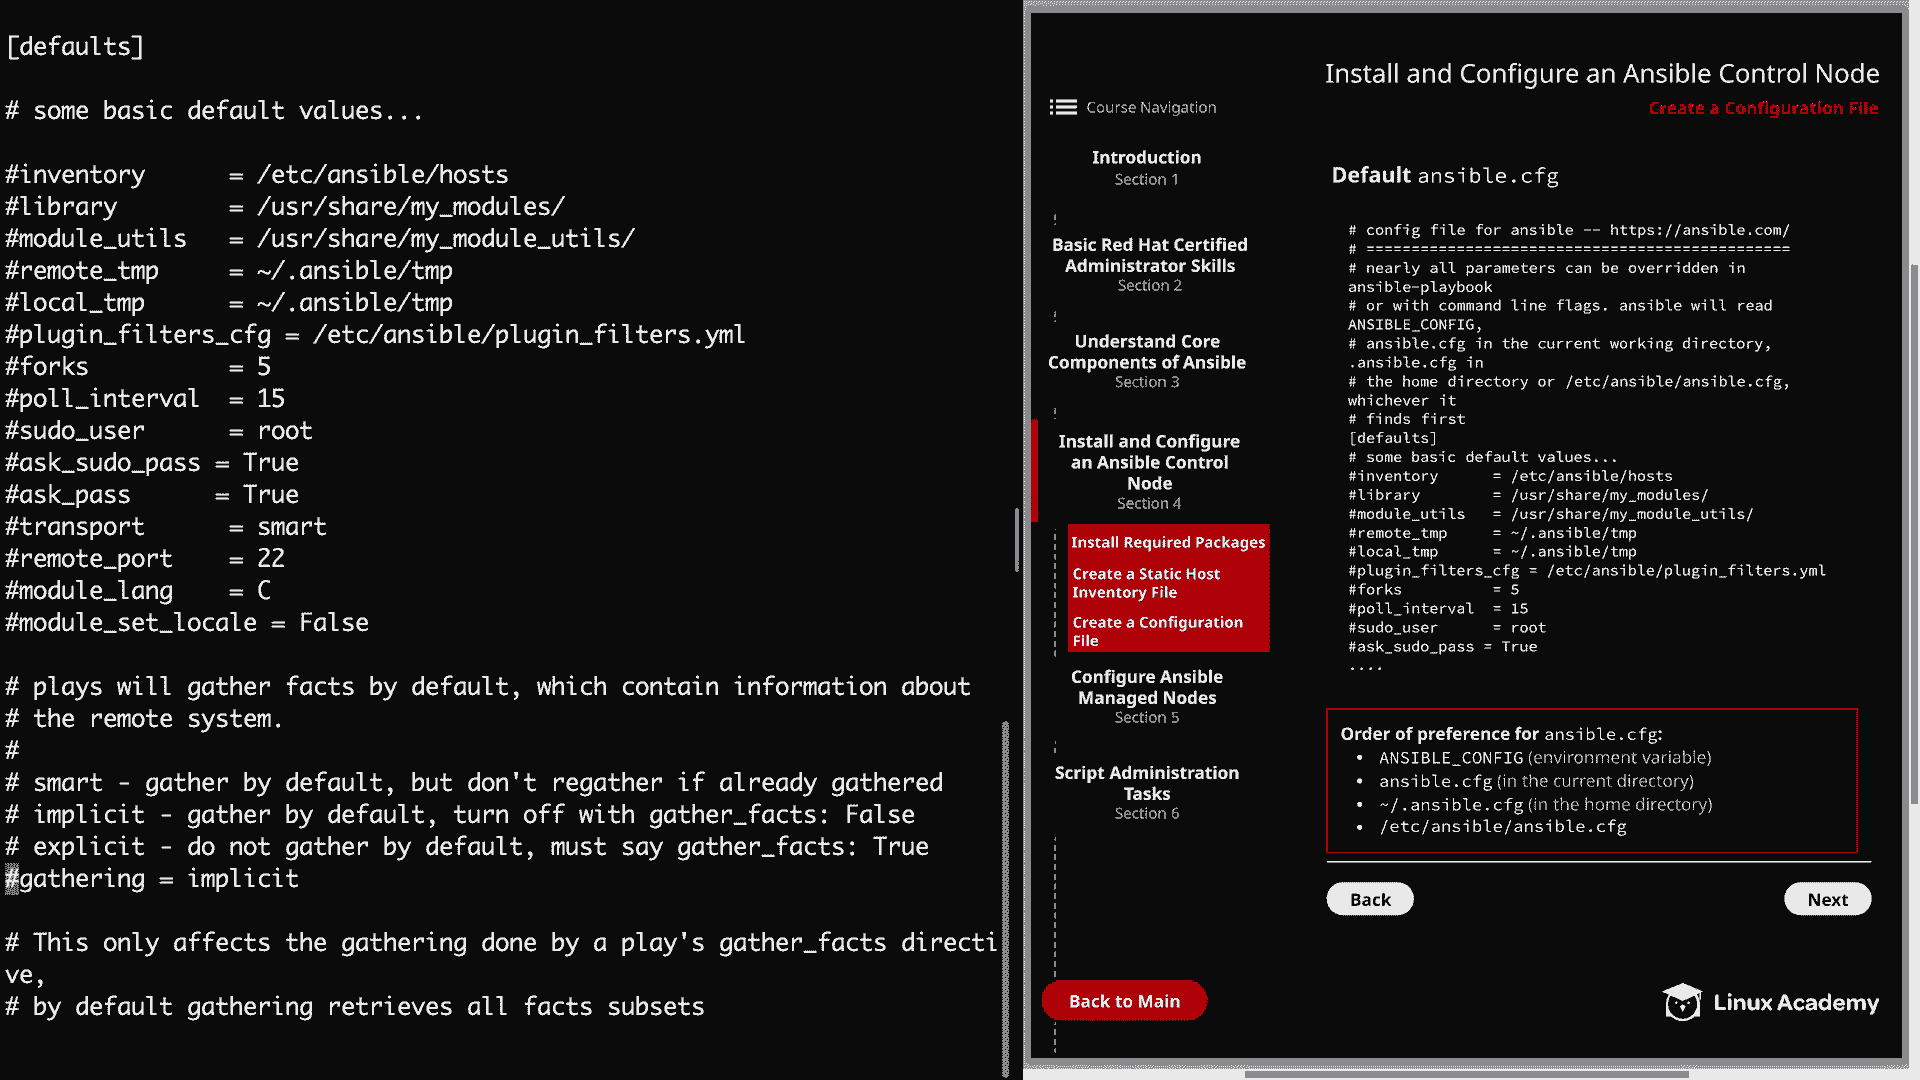 [defaults]
# some basic default values...
#inventory      = /etc/ansible/hosts
#library        = /usr/share/my_modules/
#module_utils   = /usr/share/my_module_utils/
#remote_tmp     = ~/.ansible/tmp
#local_tmp      = ~/.ansible/tmp
#plugin_filters_cfg = /etc/ansible/plugin_filters.yml
#forks          = 5
#poll_interval  = 15
#sudo_user      = root
#ask_sudo_pass = True
#ask_pass      = True
#transport      = smart
#remote_port    = 22
#module_lang    = C
#module_set_locale = False
# plays will gather facts by default, which contain information about
# the remote system.
#
# smart - gather by default, but don't regather if already gathered
# implicit - gather by default, turn off with gather_facts: False
# explicit - do not gather by default, must say gather_facts: True
#gathering = implicit
# This only affects the gathering done by a play's gather_facts directi
ve,
# by default gathering retrieves all facts subsets
Install and Configure an Ansible Control Node
Create a Configuration File
Course Navigation
Introduction
Section 1
Basic Red Hat Certified
Administrator Skills
Section 2
Understand Core
Components of Ansible
Section 3
Install and Configure
an Ansible Control
Node
Section 4
Install Required Packages
Create a Static Host
Inventory File
Create a Configuration
File
Configure Ansible
Managed Nodes
Section 5
Script Administration
Tasks
Section 6
Back to Main
Default ansible.cfg
# config file for ansible -- https://ansible.com/
# ===============================================
# nearly all parameters can be overridden in
ansible-playbook
# or with command line flags. ansible will read
ANSIBLE_CONFIG,
# ansible.cfg in the current working directory,
.ansible.cfg in
# the home directory or /etc/ansible/ansible.cfg,
whichever it
# finds first
[defaults]
# some basic default values...
#inventory      = /etc/ansible/hosts
#library        = /usr/share/my_modules/
#module_utils   = /usr/share/my_module_utils/
#remote_tmp     = ~/.ansible/tmp
#local_tmp      = ~/.ansible/tmp
#plugin_filters_cfg = /etc/ansible/plugin_filters.yml
#forks          = 5
#poll_interval  = 15
#sudo_user      = root
#ask_sudo_pass = True
....
Order of preference for ansible.cfg:
• ANSIBLE_CONFIG (environment variable)
• ansible.cfg (in the current directory)
• ~/.ansible.cfg (in the home directory)
• /etc/ansible/ansible.cfg
Back
Next
Linux Academy